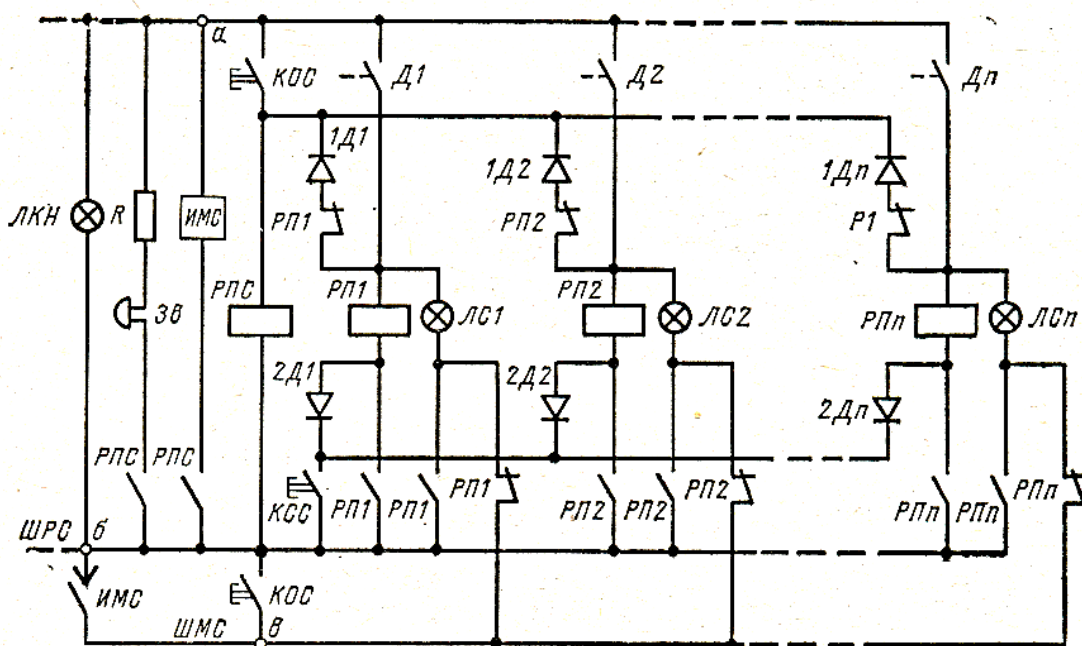 а
КОС Д1 Д2 Дп
1Д1 1Д2 1Дп
ЛКН R ИМС РП1 РП2 Р1
РПС РП1 РП2
Зв ЛС1 ЛС2 РПп ЛСп
2Д1 2Д2 2Дп
РПС РПС РП1 РП2 РПп
КСС РП1 РП1 РП2 РП2 РПп РПп
ШРС б
ИМС КОС
ШМС в